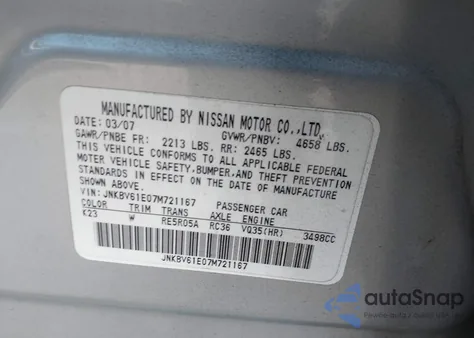 MANUFACTURED BY NISSAN MOTOR CO.,LTD.
DATE: 03/07 GVWR/PNBV: 4658 LBS.
GAWR/PNBE FR: 2213 LBS. RR: 2465 LBS.
THIS VEHICLE CONFORMS TO ALL APPLICABLE FEDERAL
MOTOR VEHICLE SAFETY,BUMPER,AND THEFT PREVENTION
STANDARDS IN EFFECT ON THE DATE OF MANUFACTURE
SHOWN ABOVE.
VIN: JNKBV61E07M721167 PASSENGER CAR
COLOR TRIM TRANS AXLE ENGINE
K23 W RE5R05A RC36 VQ35(HR) 3498CC
JNKBV61E07M721167
autoSnap